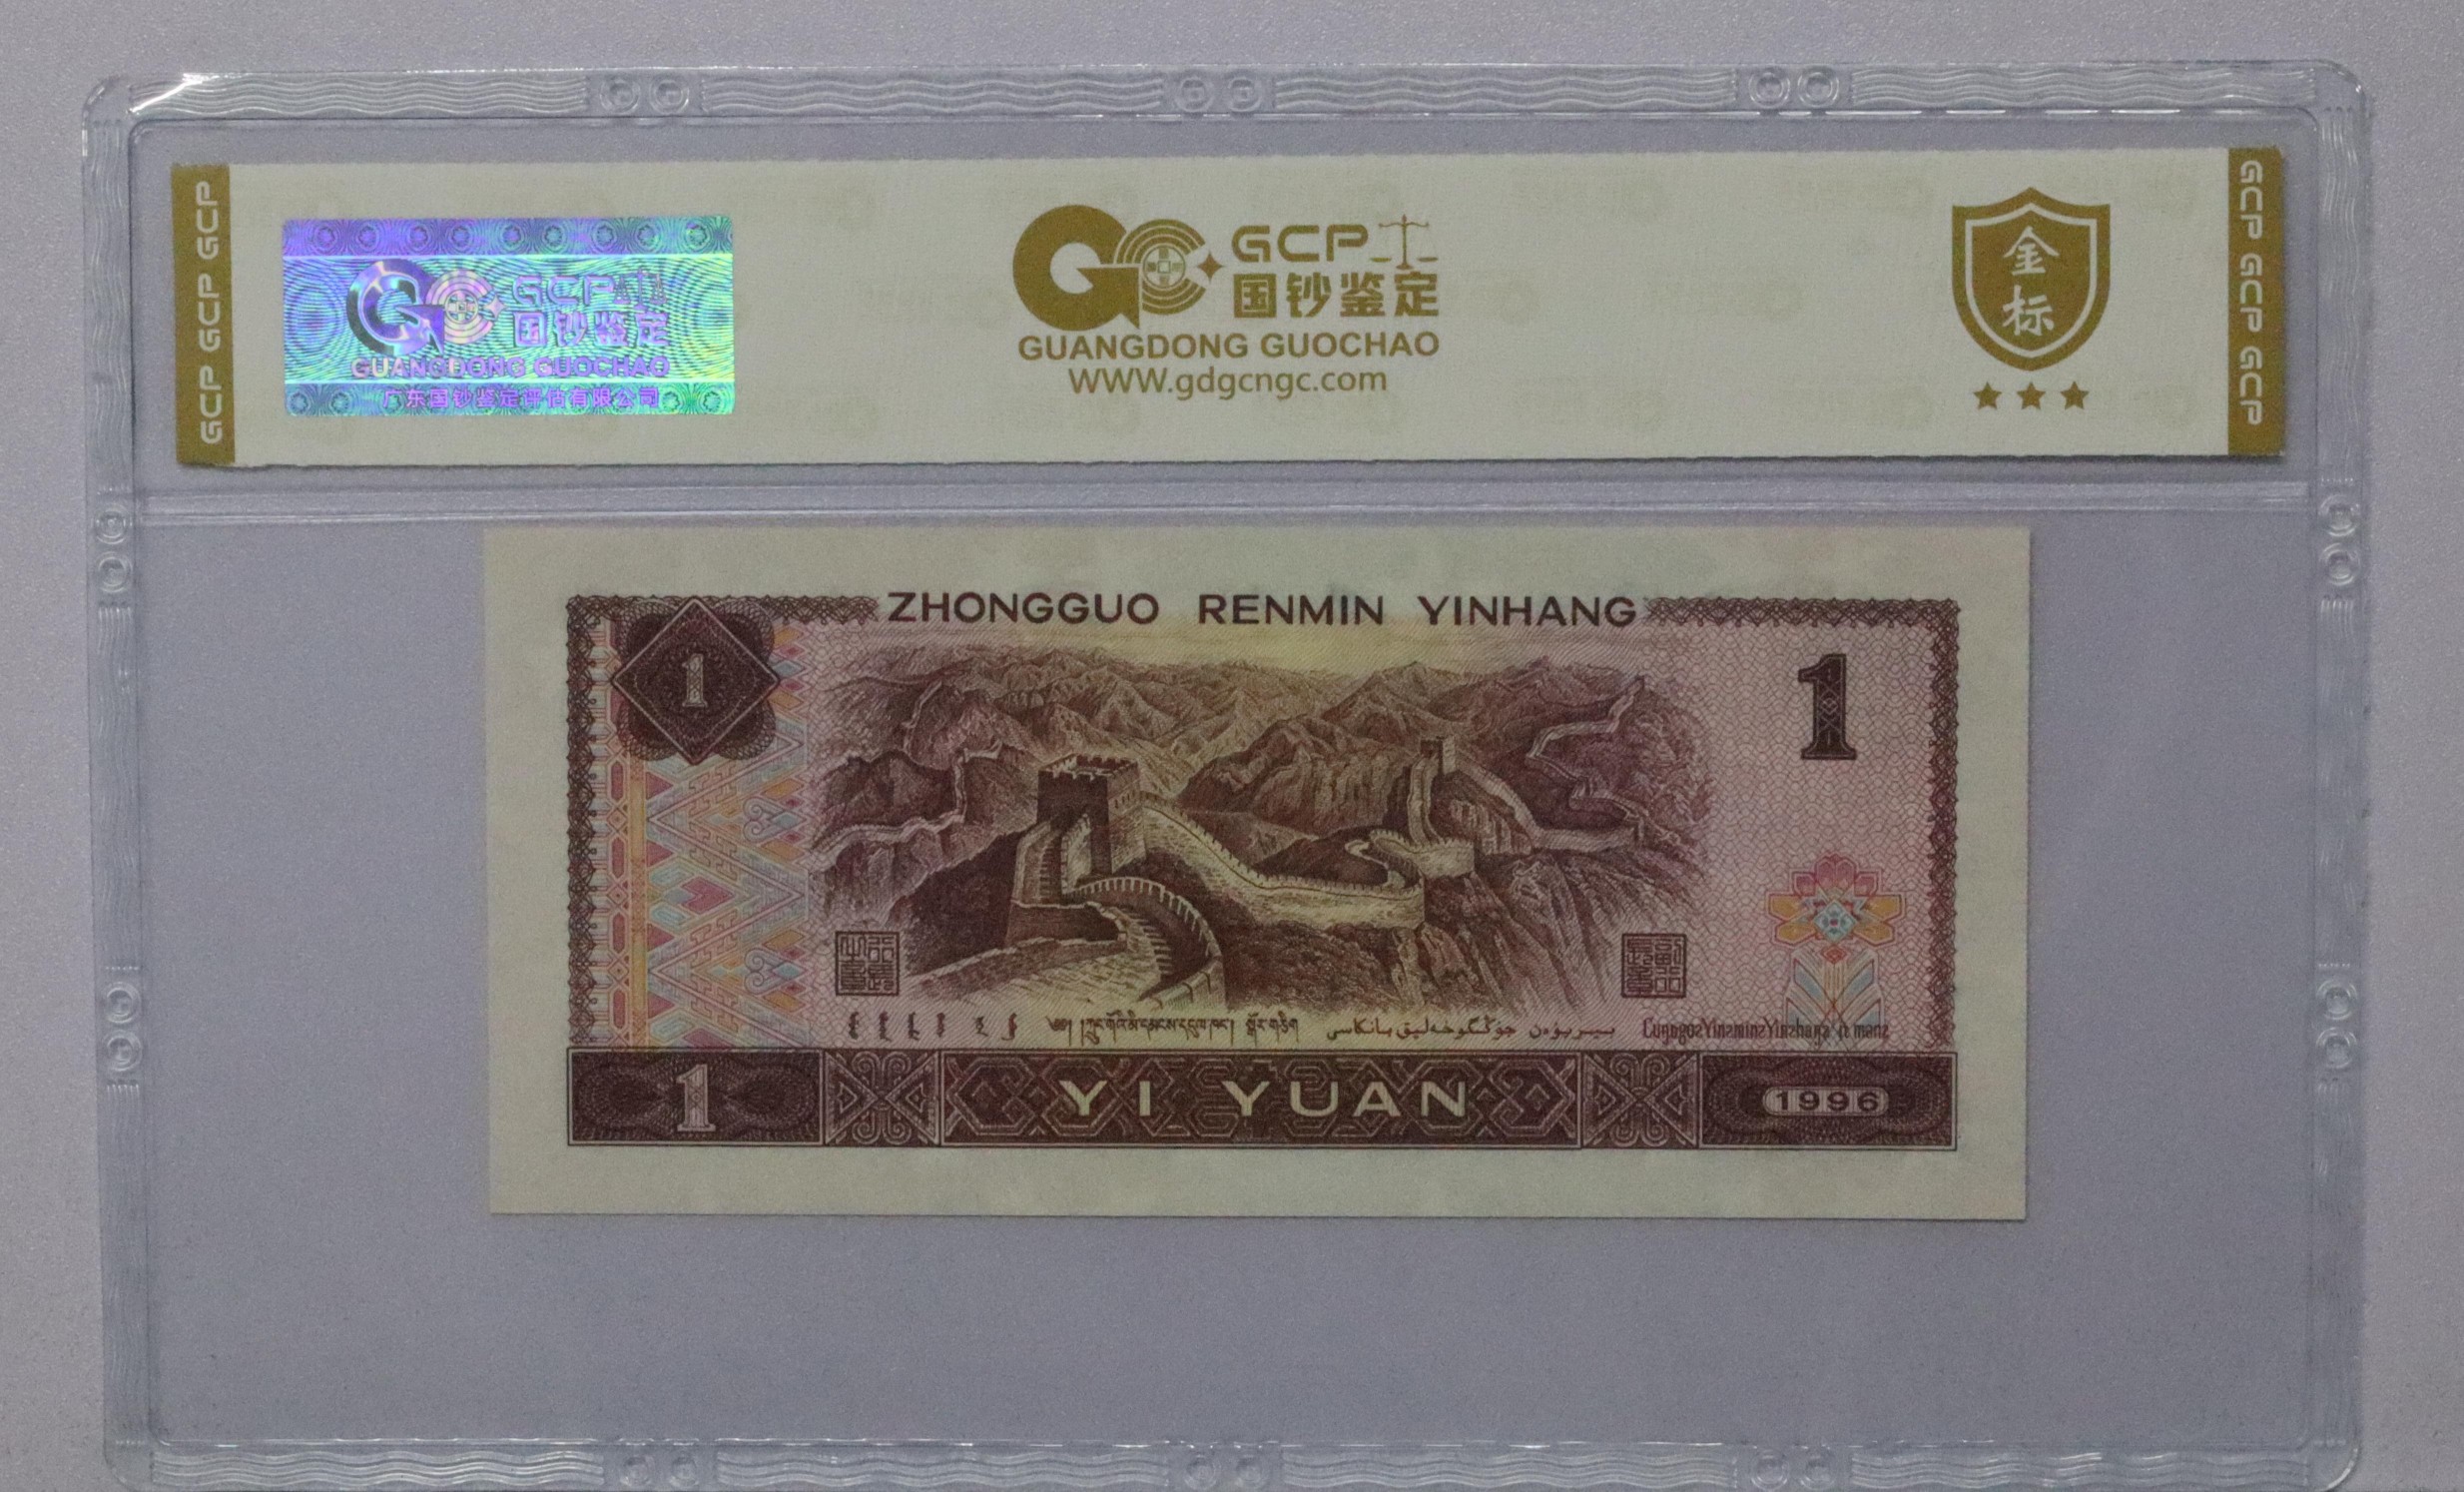 GCP GCP GCP
GCP
国钞鉴定
GUANGDONG GUOCHAO
广东国钞鉴定评估有限公司
GCP
国钞鉴定
GUANGDONG GUOCHAO
WWW.gdgcngc.com
金
标
GCP GCP GCP
ZHONGGUO RENMIN YINHANG
1
1
YinzminzYinzhangz
1
YI YUAN
1996